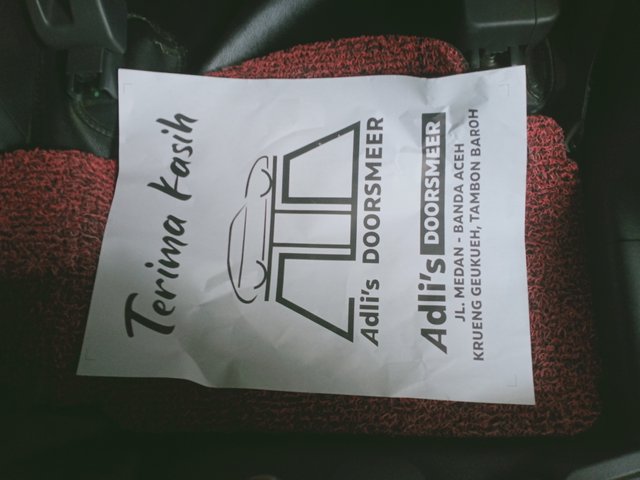 Terima Kasih
Adli's DOORSMEER
Adli's DOORSMEER
JL. MEDAN - BANDA ACEH -
KRUENG GEUKUEH, TAMBON BAROH